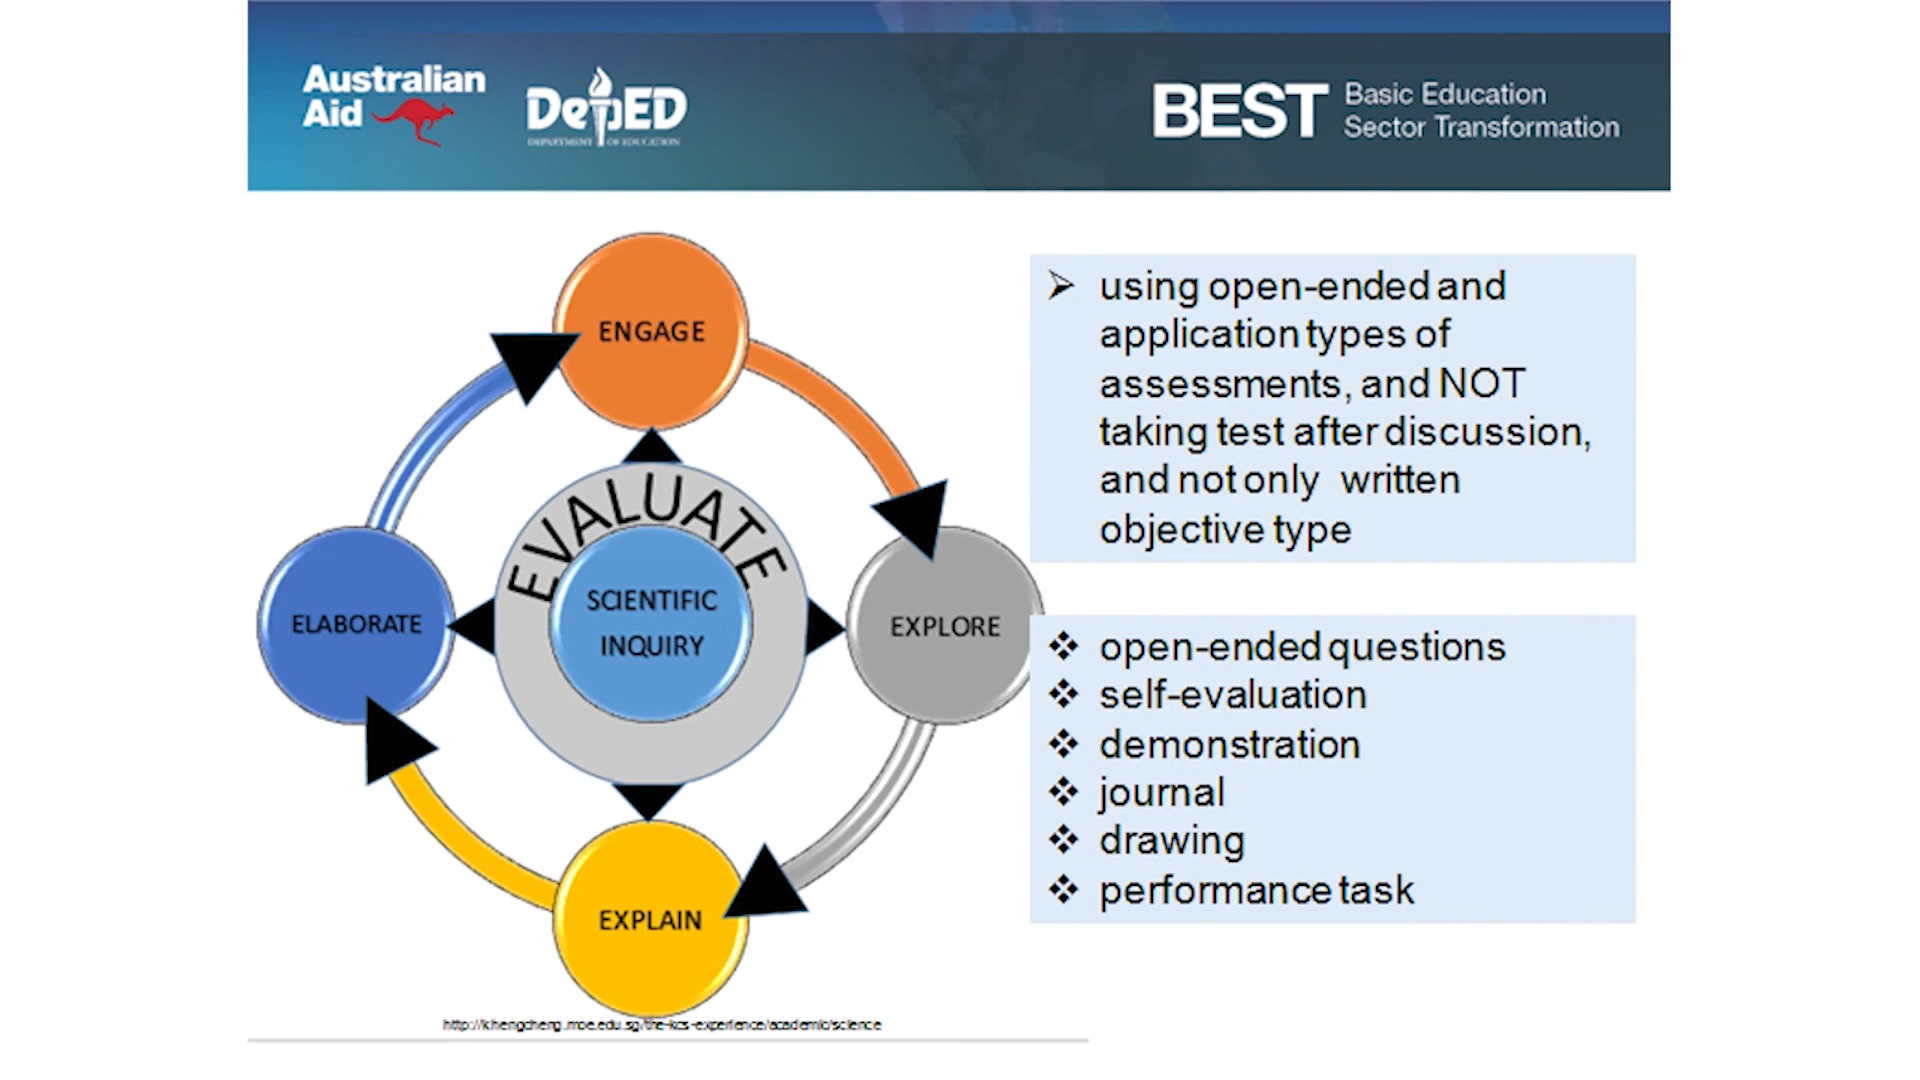 Australian
Aid
DepED
DEPARTMENT OF EDUCATION
BEST
Basic Education
Sector Transformation
ENGAGE
EVALUATE
SCIENTIFIC
INQUIRY
ELABORATE
EXPLORE
EXPLAIN
➢ using open-ended and
application types of
assessments, and NOT
taking test after discussion,
and not only written
objective type
❖ open-ended questions
❖ self-evaluation
❖ demonstration
❖ journal
❖ drawing
❖ performance task
http://khengcheng.moe.edu.sg/the-kcs-experience/academic/science